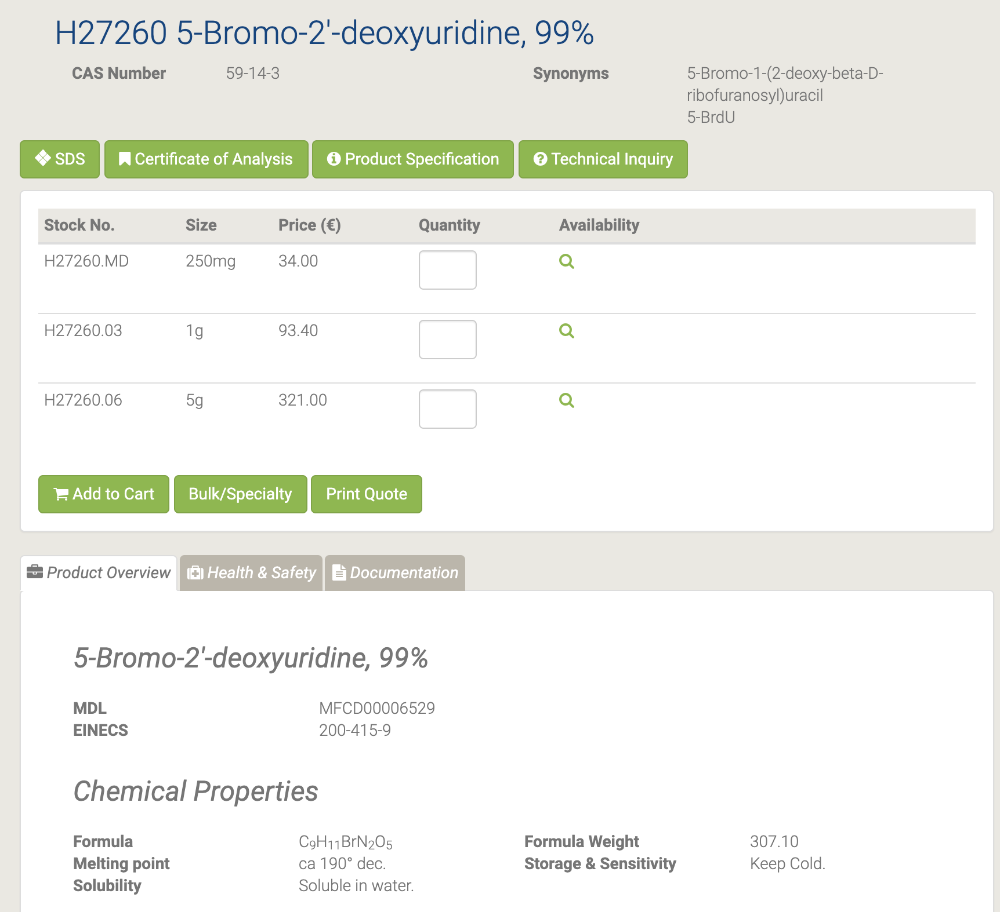 H27260 5-Bromo-2'-deoxyuridine, 99%
CAS Number 59-14-3 Synonyms 5-Bromo-1-(2-deoxy-beta-D-
ribofuranosyl)uracil
5-BrdU
SDS Certificate of Analysis Product Specification Technical Inquiry
Stock No. Size Price (€) Quantity Availability
H27260.MD 250mg 34.00
H27260.03 1g 93.40
H27260.06 5g 321.00
Add to Cart Bulk/Specialty Print Quote
Product Overview Health & Safety Documentation
5-Bromo-2'-deoxyuridine, 99%
MDL MFCD00006529
EINECS 200-415-9
Chemical Properties
Formula C₉H₁₁BrN₂O₅ Formula Weight 307.10
Melting point ca 190° dec. Storage & Sensitivity Keep Cold.
Solubility Soluble in water.